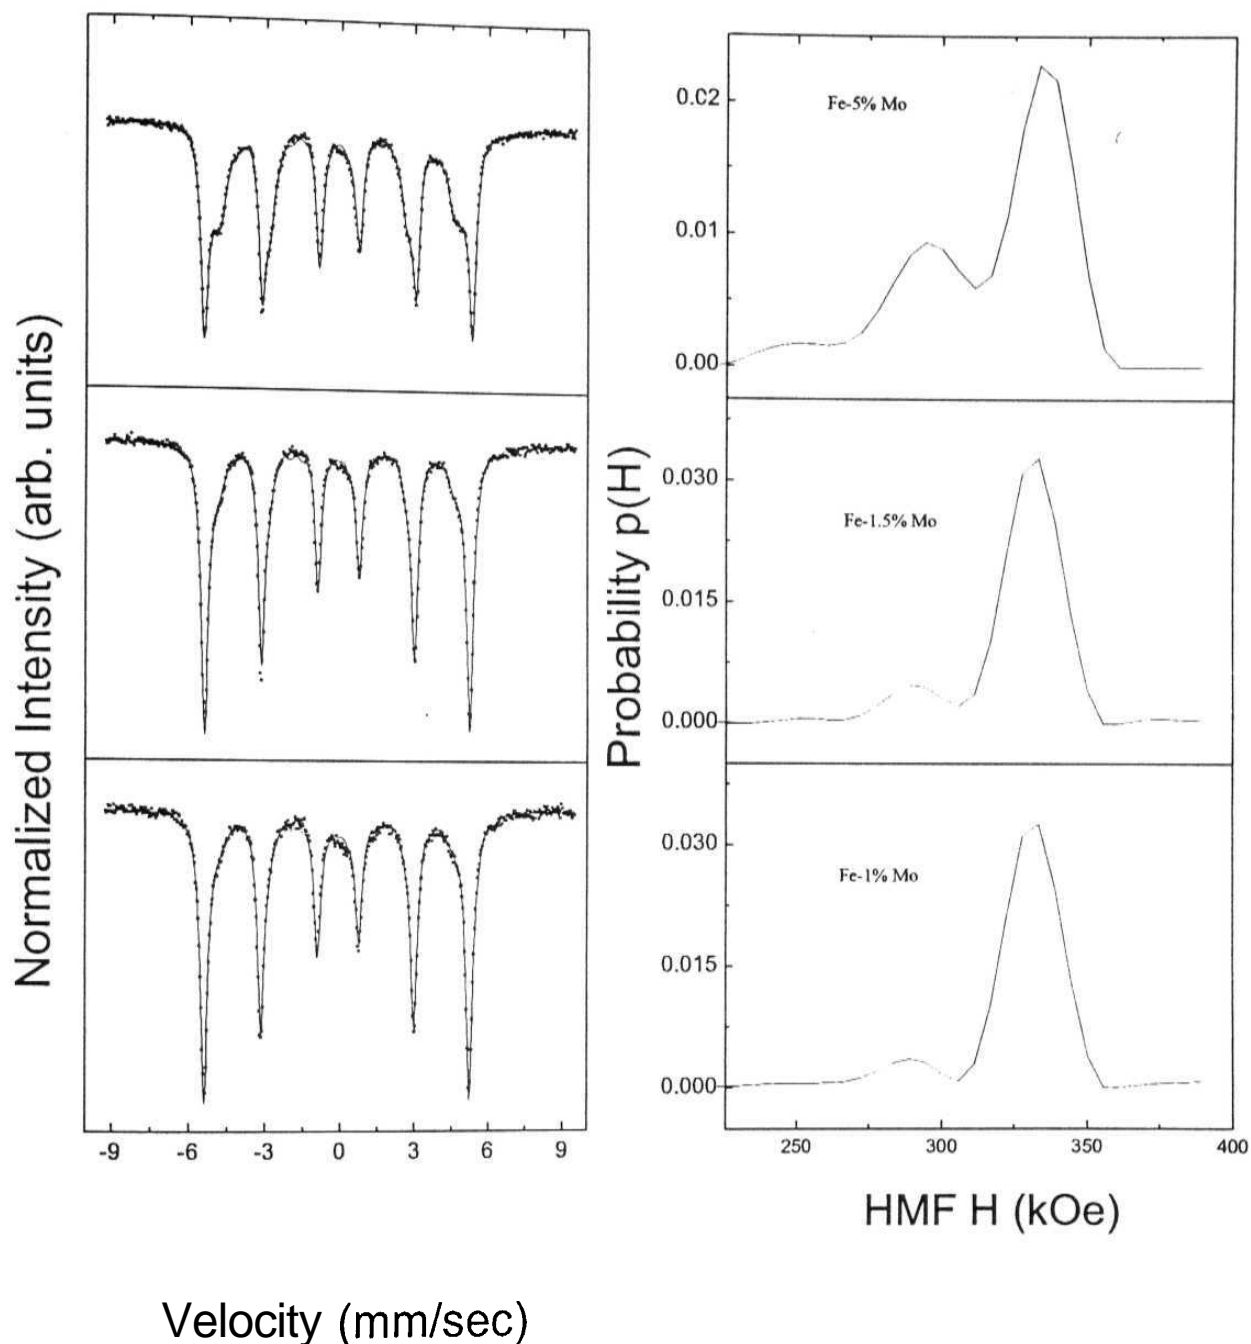 Normalized Intensity (arb. units)
-9 -6 -3 0 3 6 9
Velocity (mm/sec)
Probability p(H)
0.02
0.01
0.00
Fe-5% Mo
0.030
0.015
0.000
Fe-1.5% Mo
0.030
0.015
0.000
Fe-1% Mo
250 300 350 400
HMF H (kOe)